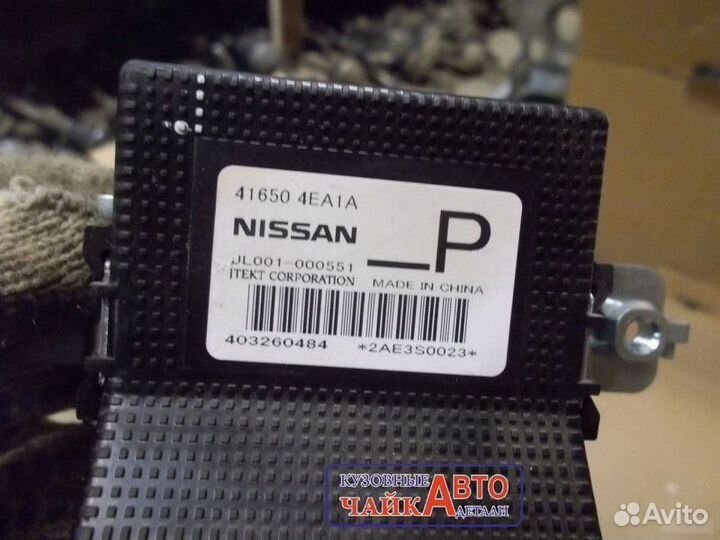 41650 4EA1A
NISSAN
_P
JL001-000551
JTEKT CORPORATION
MADE IN CHINA
403260484
*2AE3S0023*
КУЗОВНЫЕ
ЧАЙКА АВТО
ДЕТАЛИ
Avito